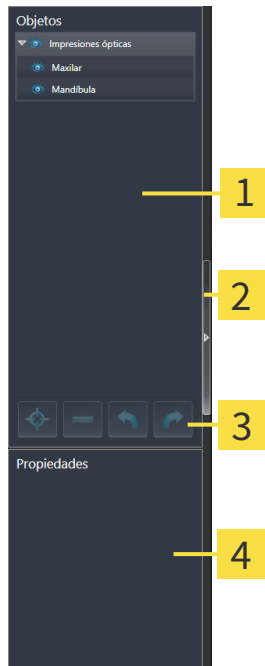 Objetos
Impresiones ópticas
Maxilar
Mandíbula
1
2
3
Propiedades
4